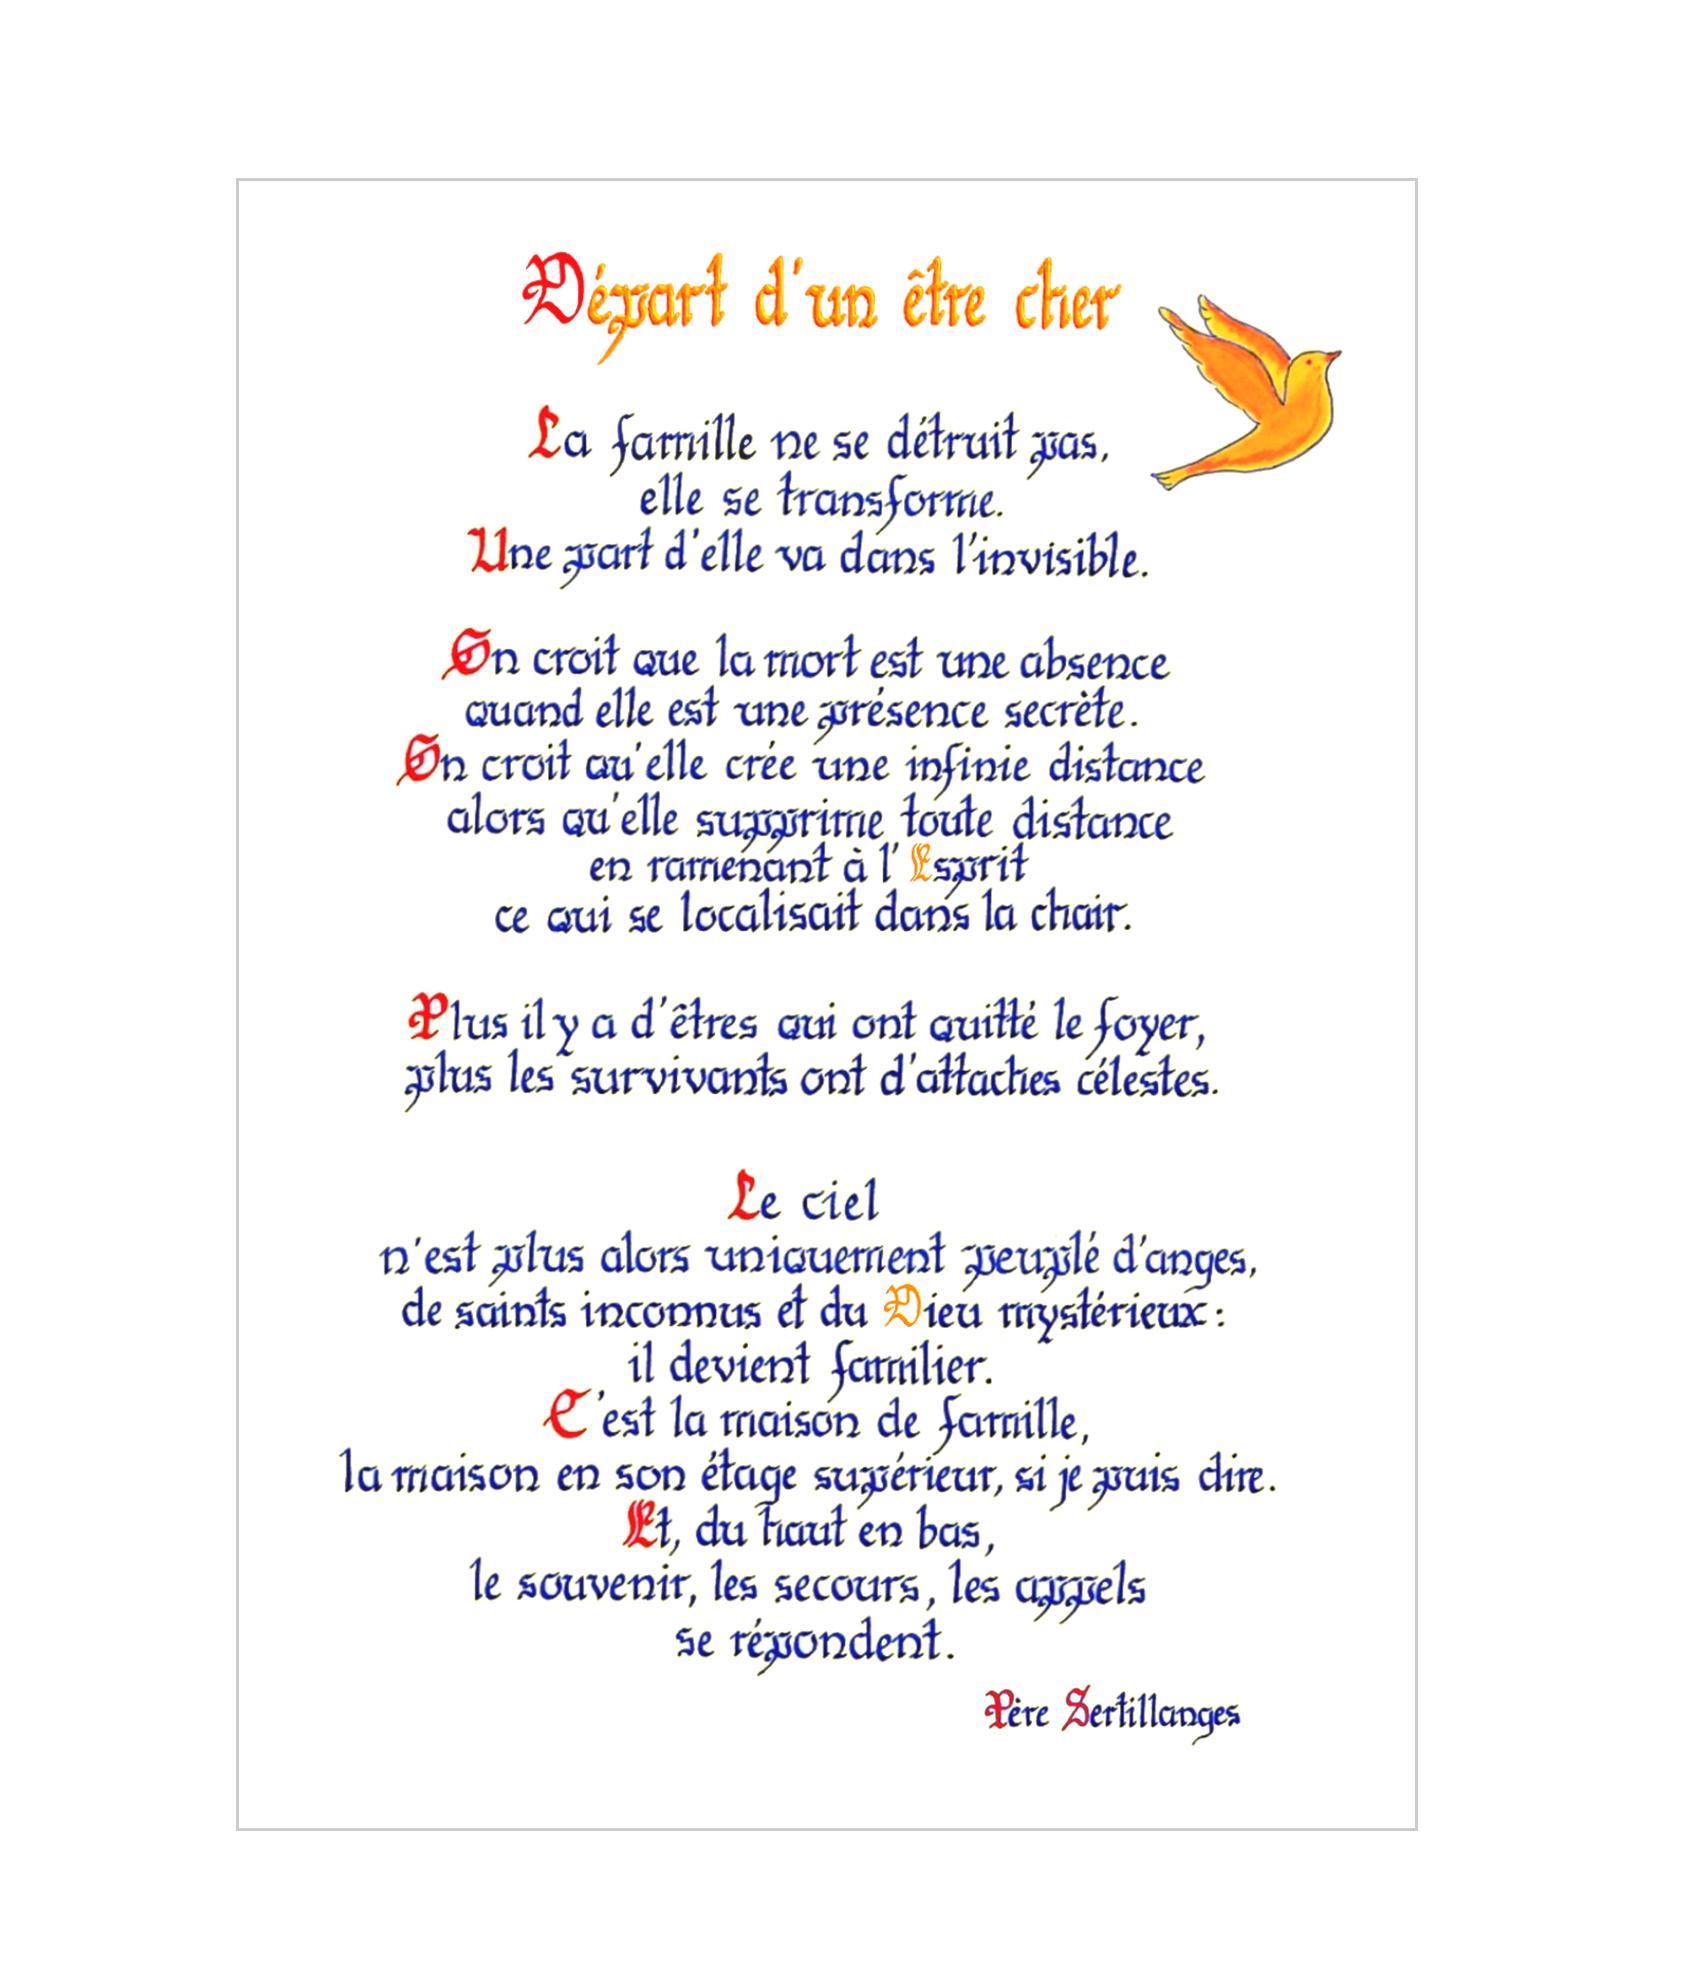 Départ d'un être cher
La famille ne se détruit pas,
elle se transforme.
Une part d'elle va dans l'invisible.
On croit que la mort est une absence
quand elle est une présence secrète.
On croit qu'elle crée une infinie distance
alors qu'elle supprime toute distance
en ramenant à l'Esprit
ce qui se localisait dans la chair.
Plus il y a d'êtres qui ont quitté le foyer,
plus les survivants ont d'attaches célestes.
Le ciel
n'est plus alors uniquement peuplé d'anges,
de saints inconnus et du Dieu mystérieux :
il devient familier.
C'est la maison de famille,
la maison en son étage supérieur, si je puis dire.
Et, du haut en bas,
le souvenir, les secours, les appels
se répondent.
Père Sertillanges